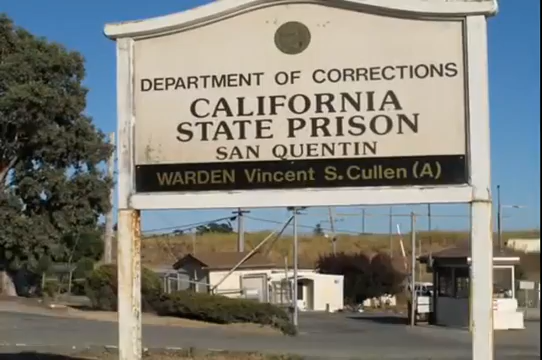 DEPARTMENT OF CORRECTIONS
CALIFORNIA
STATE PRISON
SAN QUENTIN
WARDEN Vincent S. Cullen (A)